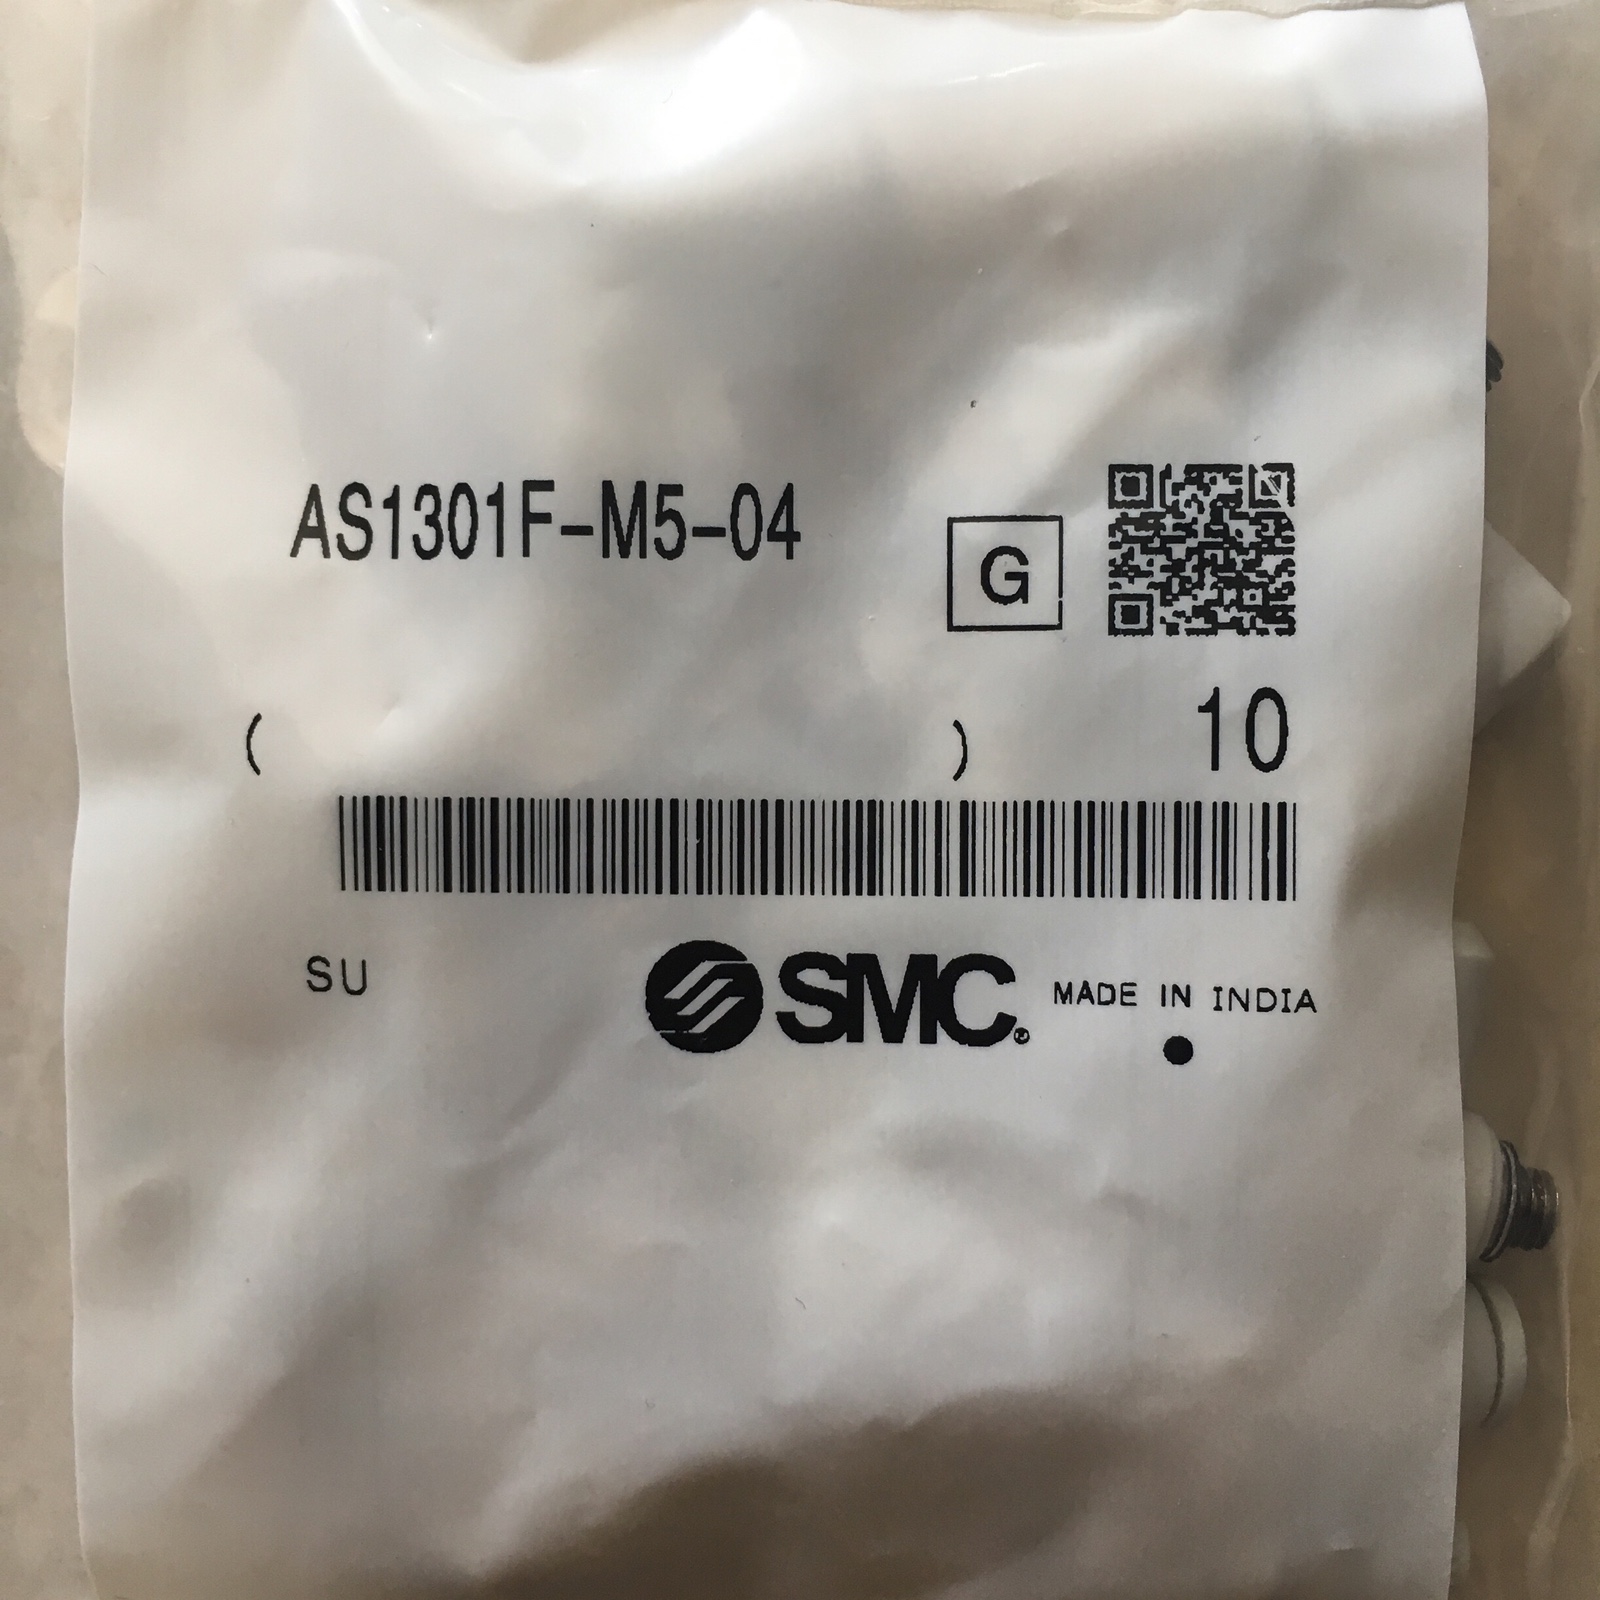 AS1301F-M5-04
G
( ) 10
SU
SMC
MADE IN INDIA